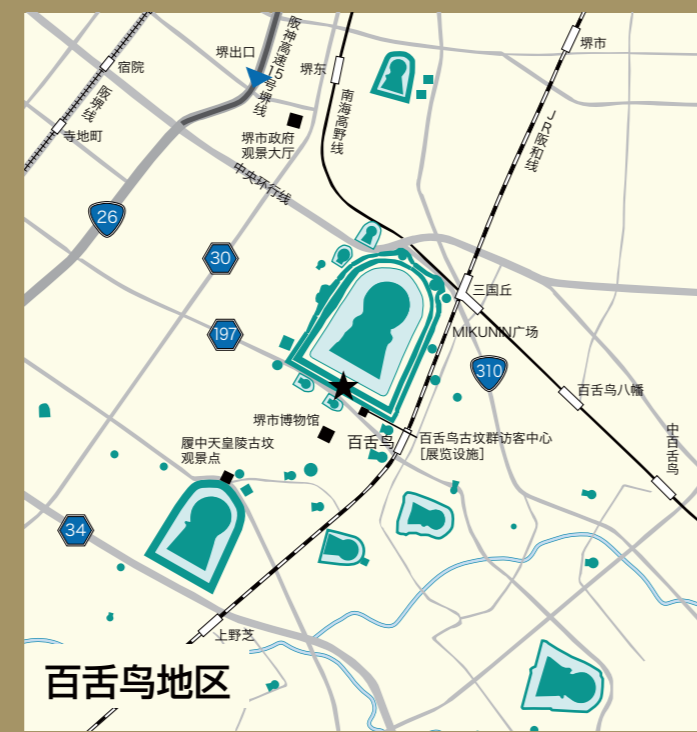 阪神高速15号堺线
堺出口
堺市
宿院
堺东
阪堺线
南海高野线
寺地町
堺市政府
观景大厅
JR阪和线
中央环行线
26
30
三国丘
197
MIKUNIN广场
310
百舌鸟八幡
堺市博物馆
中百舌鸟
履中天皇陵古坟
观景点
百舌鸟
百舌鸟古坟群访客中心
[展览设施]
34
上野芝
百舌鸟地区